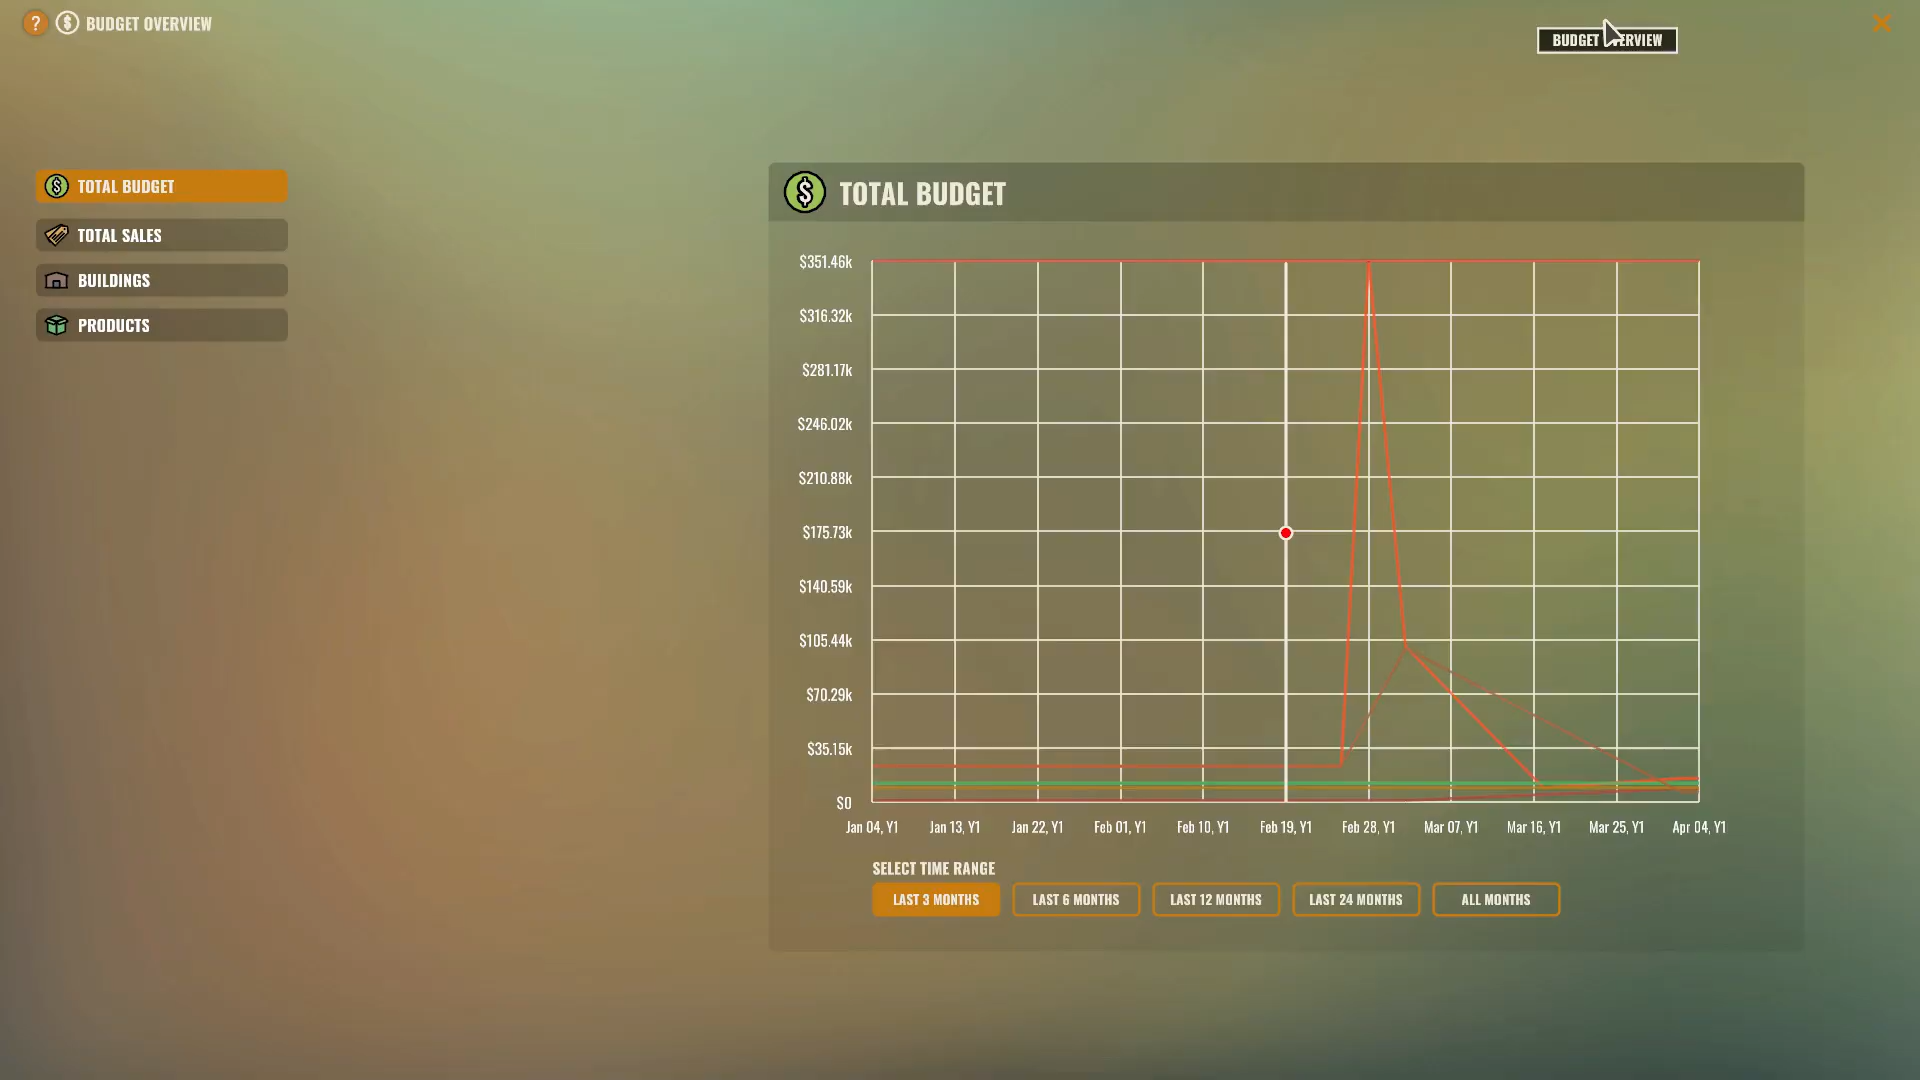 ?
$
BUDGET OVERVIEW
$
TOTAL BUDGET
TOTAL SALES
BUILDINGS
PRODUCTS
$
TOTAL BUDGET
$351.46k
$316.32k
$281.17k
$246.02k
$210.88k
$175.73k
$140.59k
$105.44k
$70.29k
$35.15k
$0
Jan 04, Y1 Jan 13, Y1 Jan 22, Y1 Feb 01, Y1 Feb 10, Y1 Feb 19, Y1 Feb 28, Y1 Mar 07, Y1 Mar 16, Y1 Mar 25, Y1 Apr 04, Y1
SELECT TIME RANGE
LAST 3 MONTHS LAST 6 MONTHS LAST 12 MONTHS LAST 24 MONTHS ALL MONTHS